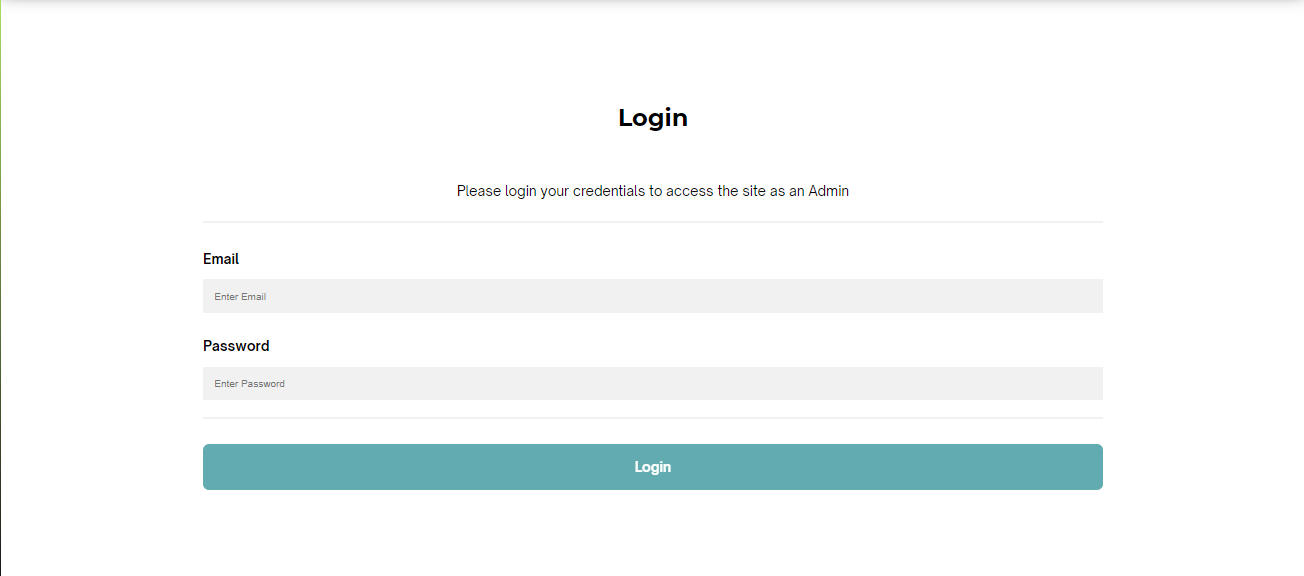 Login
Please login your credentials to access the site as an Admin
Email
Enter Email
Password
Enter Password
Login